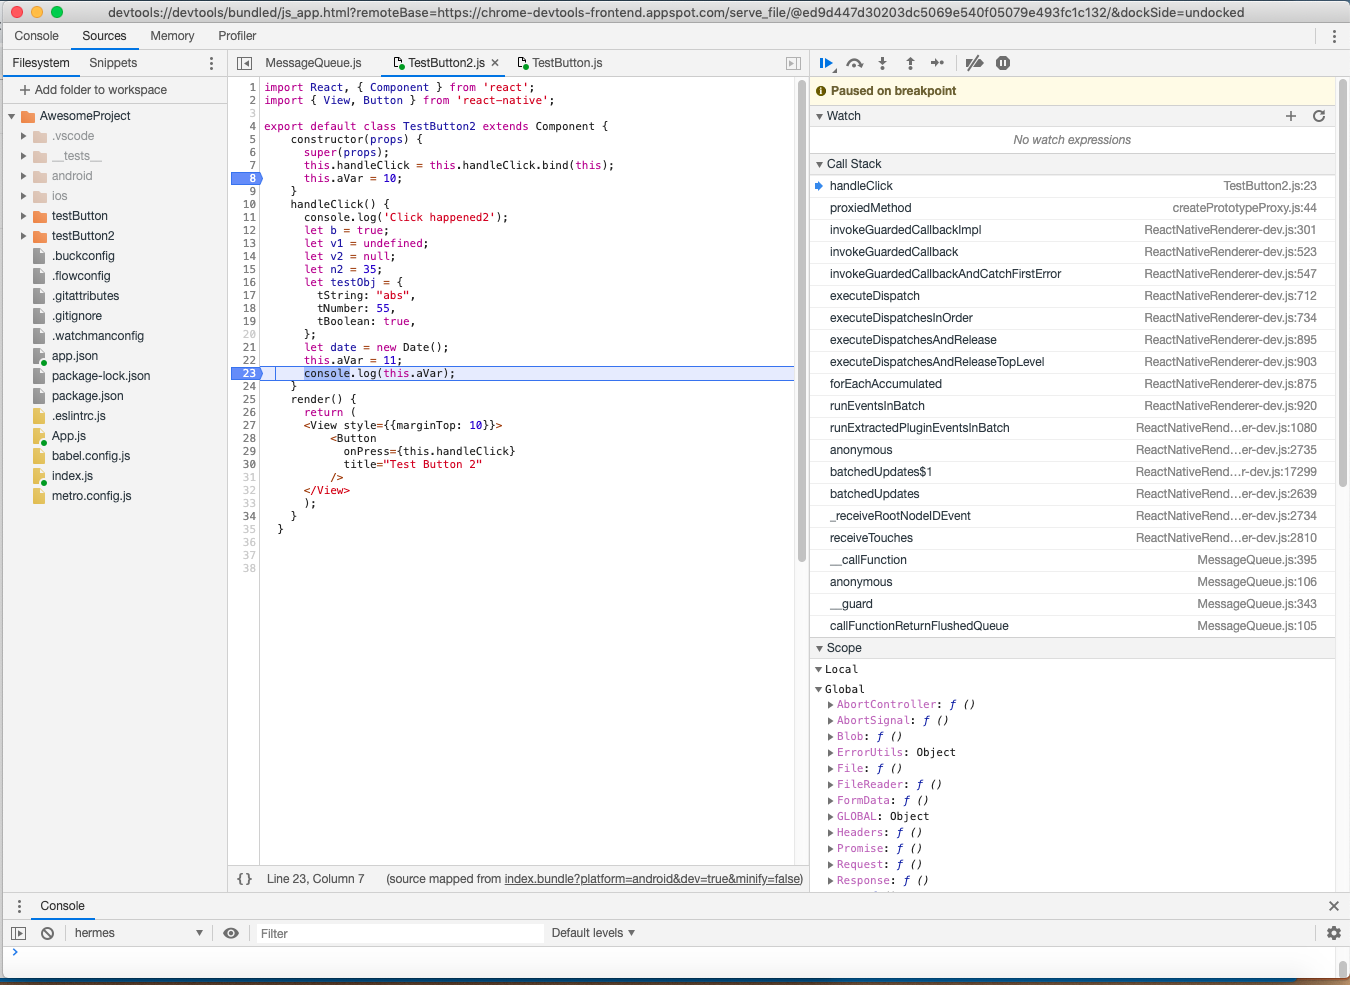 devtools://devtools/bundled/js_app.html?remoteBase=https://chrome-devtools-frontend.appspot.com/serve_file/@ed9d447d30203dc5069e540f05079e493fc1c132/&dockSide=undocked
Console Sources Memory Profiler
Filesystem Snippets
+ Add folder to workspace
AwesomeProject
.vscode
__tests__
android
ios
testButton
testButton2
.buckconfig
.flowconfig
.gitattributes
.gitignore
.watchmanconfig
app.json
package-lock.json
package.json
.eslintrc.js
App.js
babel.config.js
index.js
metro.config.js
MessageQueue.js TestButton2.js × TestButton.js
1 import React, { Component } from 'react';
2 import { View, Button } from 'react-native';
3
4 export default class TestButton2 extends Component {
5 constructor(props) {
6 super(props);
7 this.handleClick = this.handleClick.bind(this);
8 this.aVar = 10;
9 }
10 handleClick() {
11 console.log('Click happened2');
12 let b = true;
13 let v1 = undefined;
14 let v2 = null;
15 let n2 = 35;
16 let testObj = {
17 tString: "abs",
18 tNumber: 55,
19 tBoolean: true,
20 };
21 let date = new Date();
22 this.aVar = 11;
23 console.log(this.aVar);
24 }
25 render() {
26 return (
27 <View style={{marginTop: 10}}>
28 <Button
29 onPress={this.handleClick}
30 title="Test Button 2"
31 />
32 </View>
33 );
34 }
35 }
36
37
38
{} Line 23, Column 7 (source mapped from index.bundle?platform=android&dev=true&minify=false)
Paused on breakpoint
Watch
No watch expressions
Call Stack
handleClick TestButton2.js:23
proxiedMethod createPrototypeProxy.js:44
invokeGuardedCallbackImpl ReactNativeRenderer-dev.js:301
invokeGuardedCallback ReactNativeRenderer-dev.js:523
invokeGuardedCallbackAndCatchFirstError ReactNativeRenderer-dev.js:547
executeDispatch ReactNativeRenderer-dev.js:712
executeDispatchesInOrder ReactNativeRenderer-dev.js:734
executeDispatchesAndRelease ReactNativeRenderer-dev.js:895
executeDispatchesAndReleaseTopLevel ReactNativeRenderer-dev.js:903
forEachAccumulated ReactNativeRenderer-dev.js:875
runEventsInBatch ReactNativeRenderer-dev.js:920
runExtractedPluginEventsInBatch ReactNativeRend…er-dev.js:1080
anonymous ReactNativeRend…er-dev.js:2735
batchedUpdates$1 ReactNativeRend…r-dev.js:17299
batchedUpdates ReactNativeRend…er-dev.js:2639
_receiveRootNodeIDEvent ReactNativeRend…er-dev.js:2734
receiveTouches ReactNativeRend…er-dev.js:2810
__callFunction MessageQueue.js:395
anonymous MessageQueue.js:106
__guard MessageQueue.js:343
callFunctionReturnFlushedQueue MessageQueue.js:105
Scope
Local
Global
AbortController: ƒ ()
AbortSignal: ƒ ()
Blob: ƒ ()
ErrorUtils: Object
File: ƒ ()
FileReader: ƒ ()
FormData: ƒ ()
GLOBAL: Object
Headers: ƒ ()
Promise: ƒ ()
Request: ƒ ()
Response: ƒ ()
Console
hermes Filter Default levels